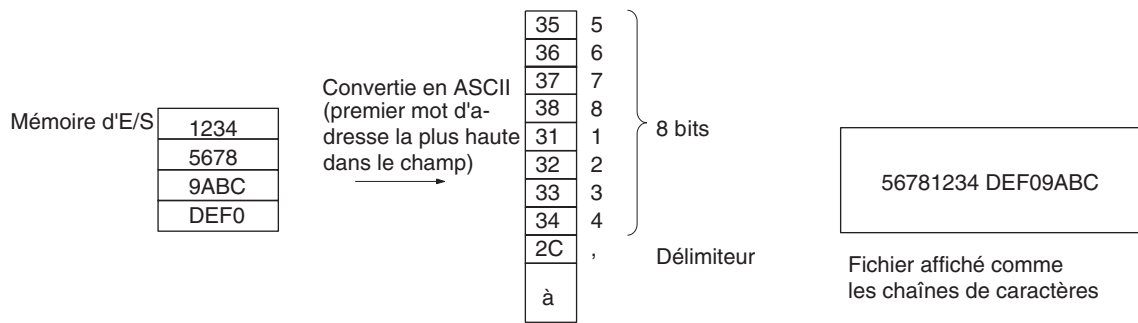 Mémoire d'E/S
1234
5678
9ABC
DEF0
Convertie en ASCII
(premier mot d'a-
dresse la plus haute
dans le champ)
35 5
36 6
37 7
38 8
31 1
32 2
33 3
34 4
2C ,
à
8 bits
Délimiteur
56781234 DEF09ABC
Fichier affiché comme
les chaînes de caractères